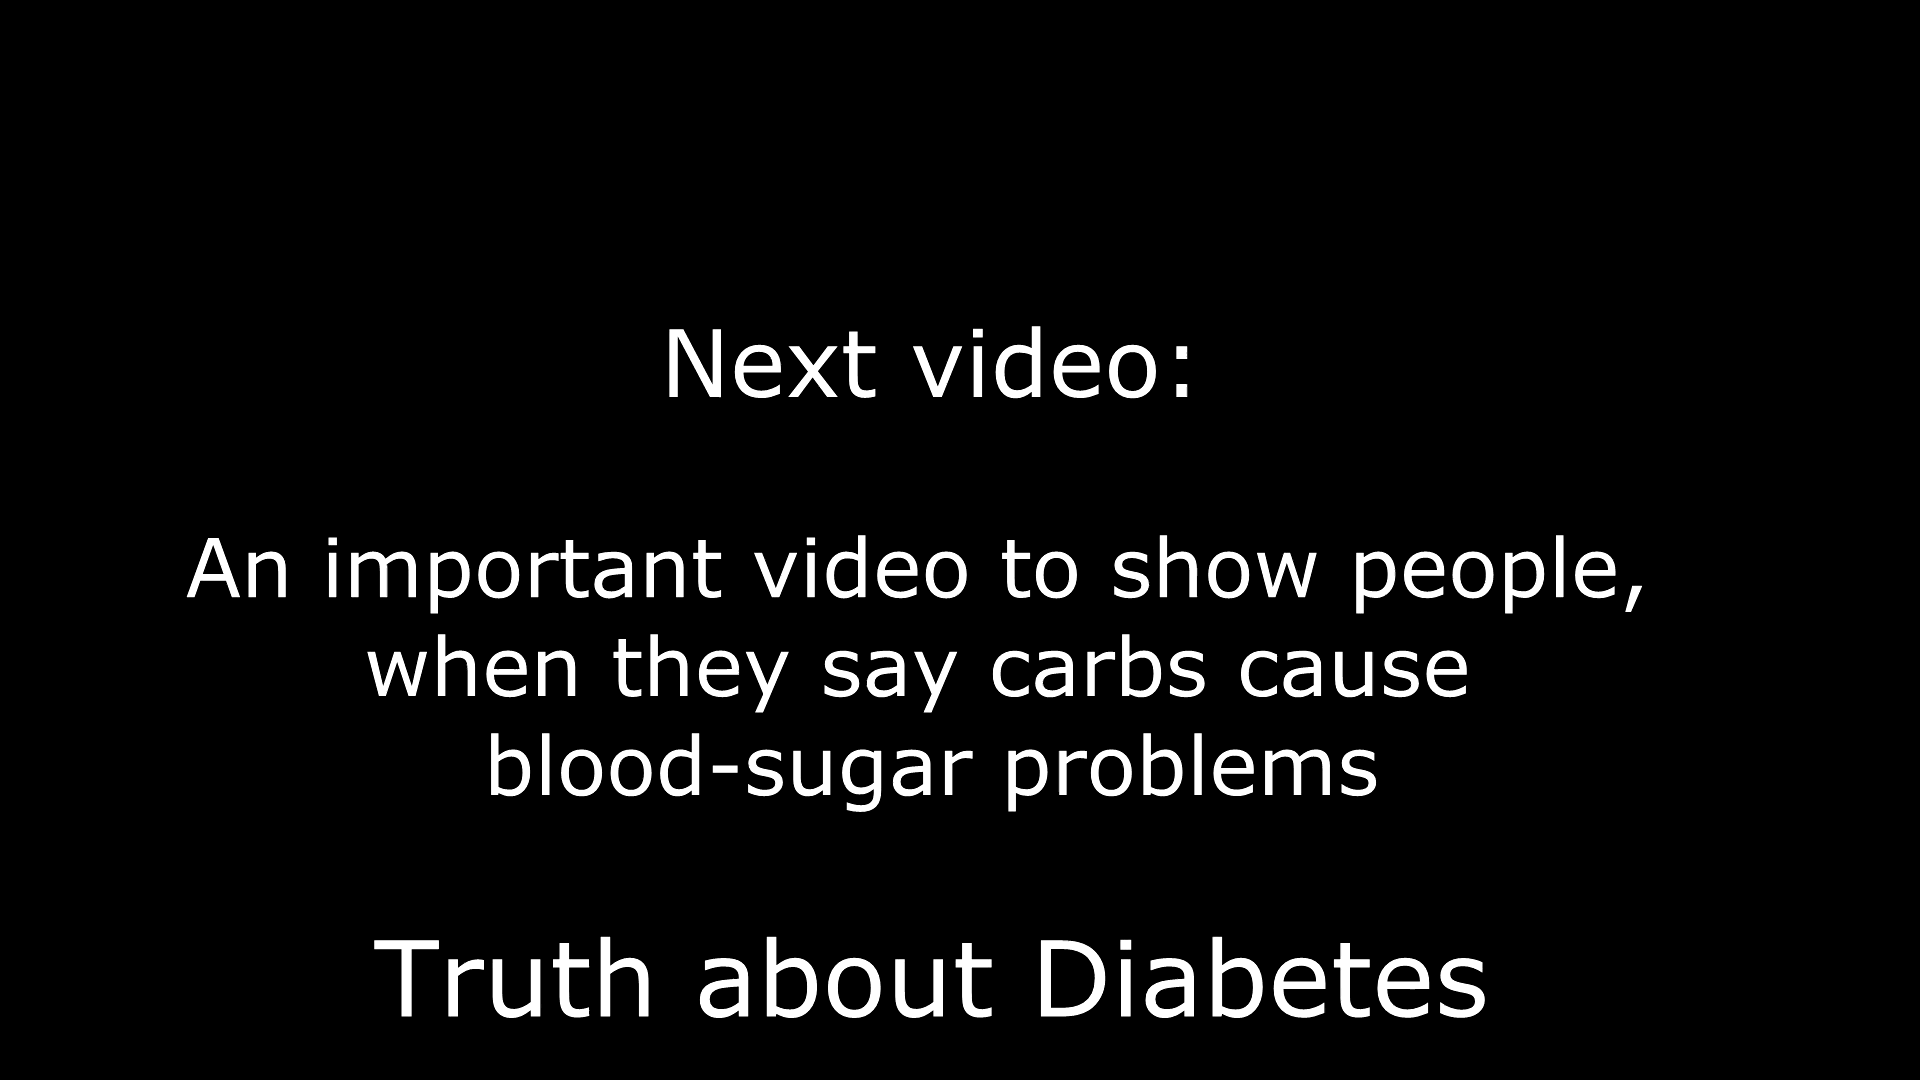 Next video:
An important video to show people,
when they say carbs cause
blood-sugar problems
Truth about Diabetes